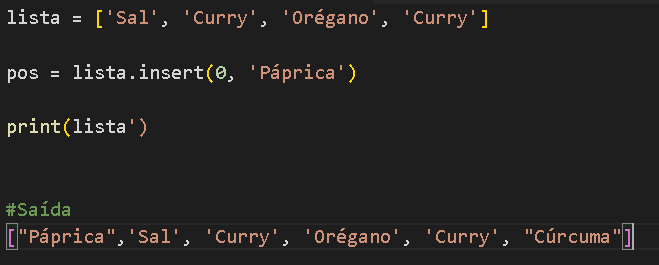 lista = ['Sal', 'Curry', 'Orégano', 'Curry']
pos = lista.insert(0, 'Páprica')
print(lista')
#Saída
["Páprica",'Sal', 'Curry', 'Orégano', 'Curry', "Cúrcuma"]